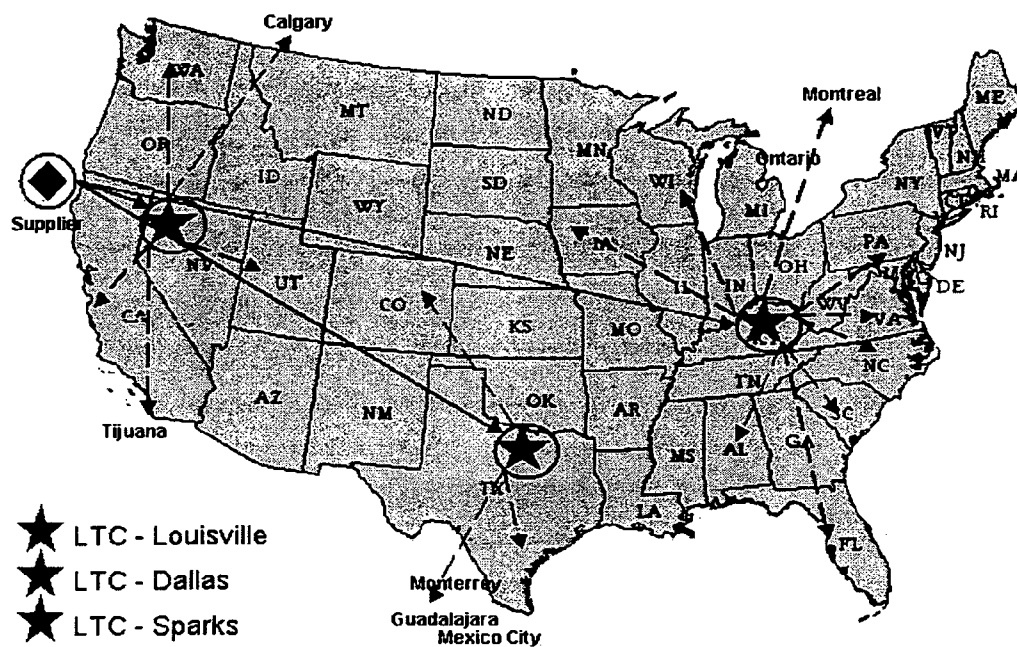 Calgary
WA
MT
ND
Montreal
ME
OR
MN
VT
NH
Ontario
ID
WI
SD
MI
NY
MA
CT
RI
Supplier
WY
NJ
IA
PA
NE
OH
NV
IL
IN
DE
UT
CO
WV
CA
VA
KS
MO
KY
NC
TN
AZ
OK
NM
AR
Tijuana
GA
AL
MS
TX
LA
LTC - Louisville
FL
LTC - Dallas
Monterrey
Guadalajara
LTC - Sparks
Mexico City